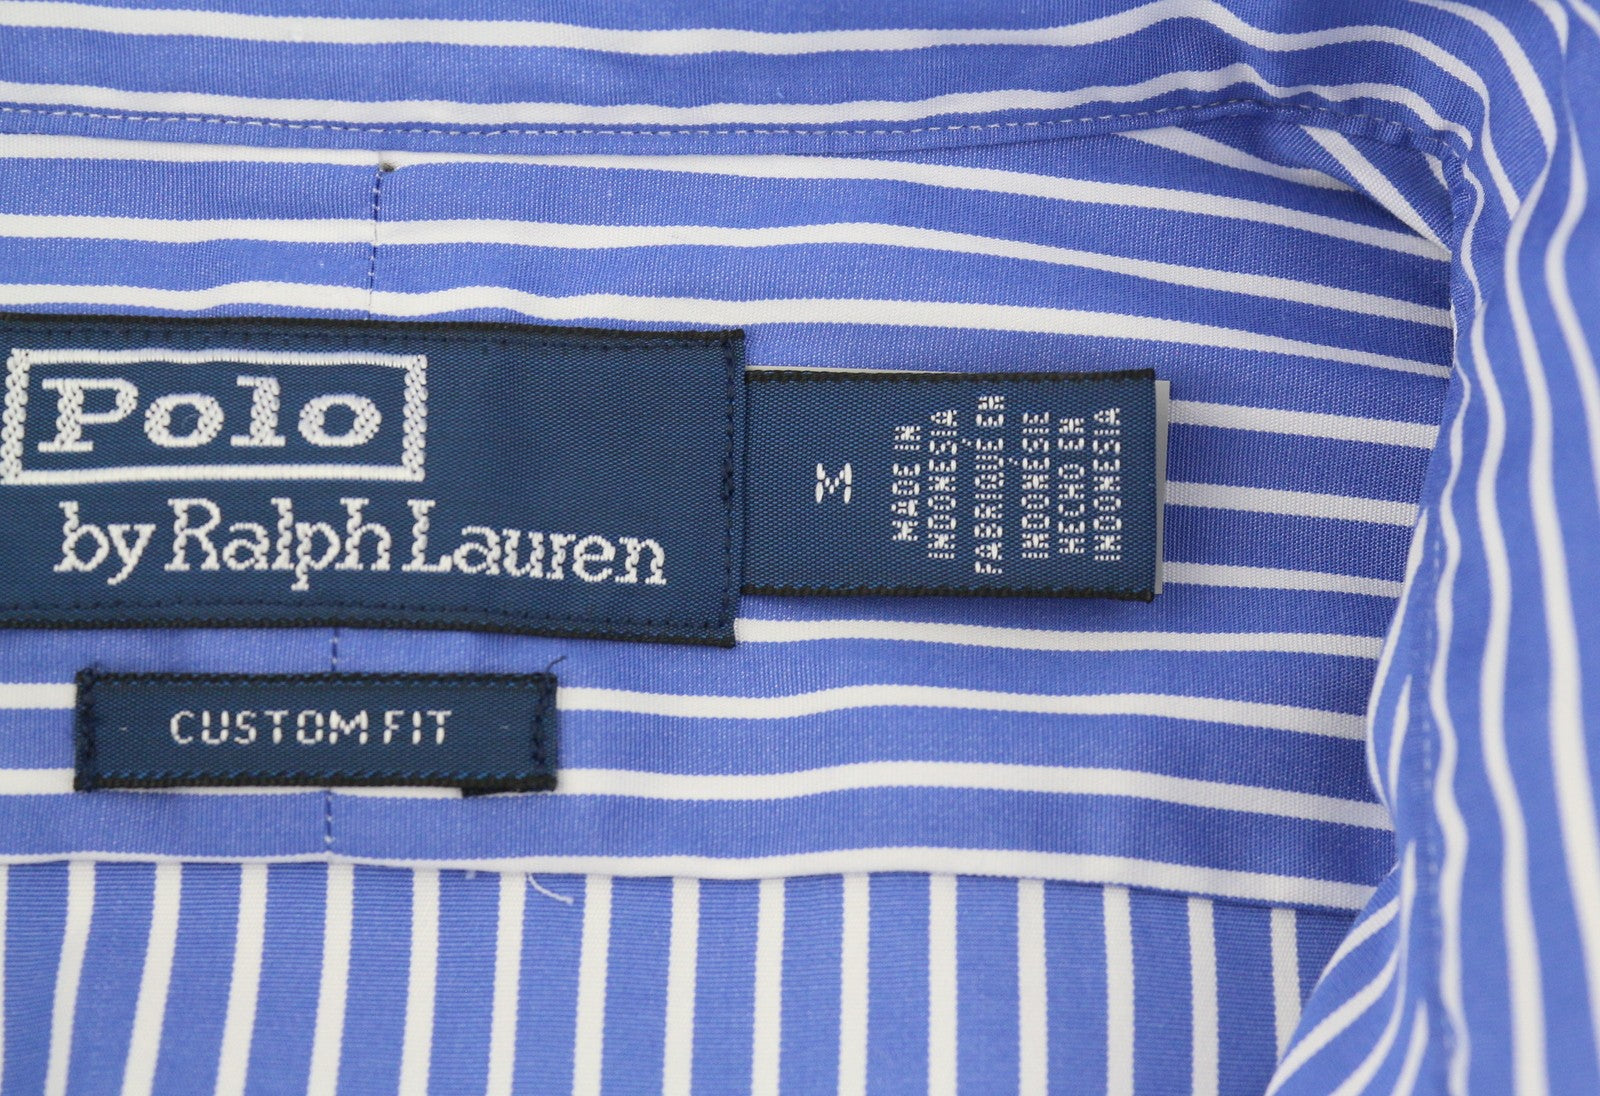 Polo
by Ralph Lauren
M
MADE IN
INDONESIA
FABRIQUÉ EN
INDONÉSIE
HECHO EN
INDONESIA
CUSTOM FIT